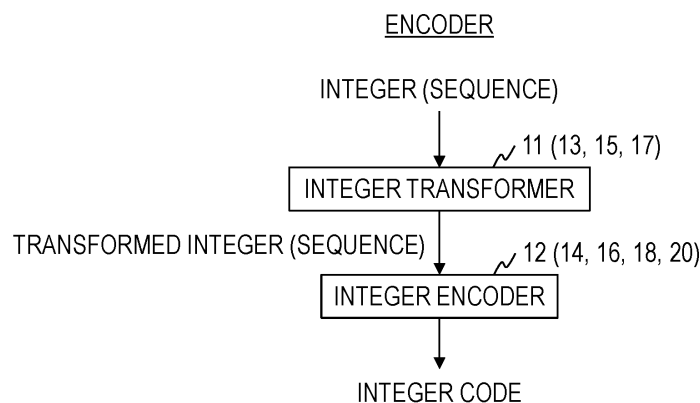 ENCODER
INTEGER (SEQUENCE)
11 (13, 15, 17)
INTEGER TRANSFORMER
TRANSFORMED INTEGER (SEQUENCE)
12 (14, 16, 18, 20)
INTEGER ENCODER
INTEGER CODE